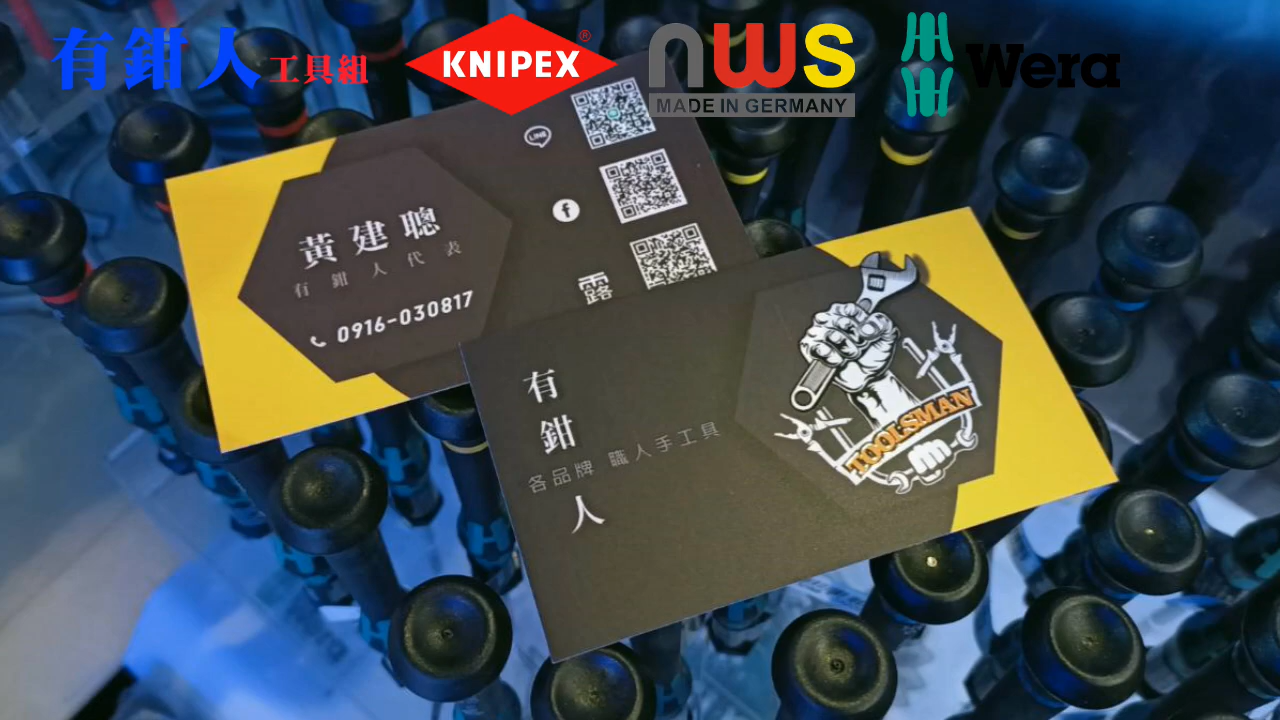 有鉗人工具組
KNIPEX®
NWS
MADE IN GERMANY
Wera
LINE
f
露
黃建聰
有鉗人代表
0916-030817
有鉗人
各品牌 職人手工具
TOOLSMAN